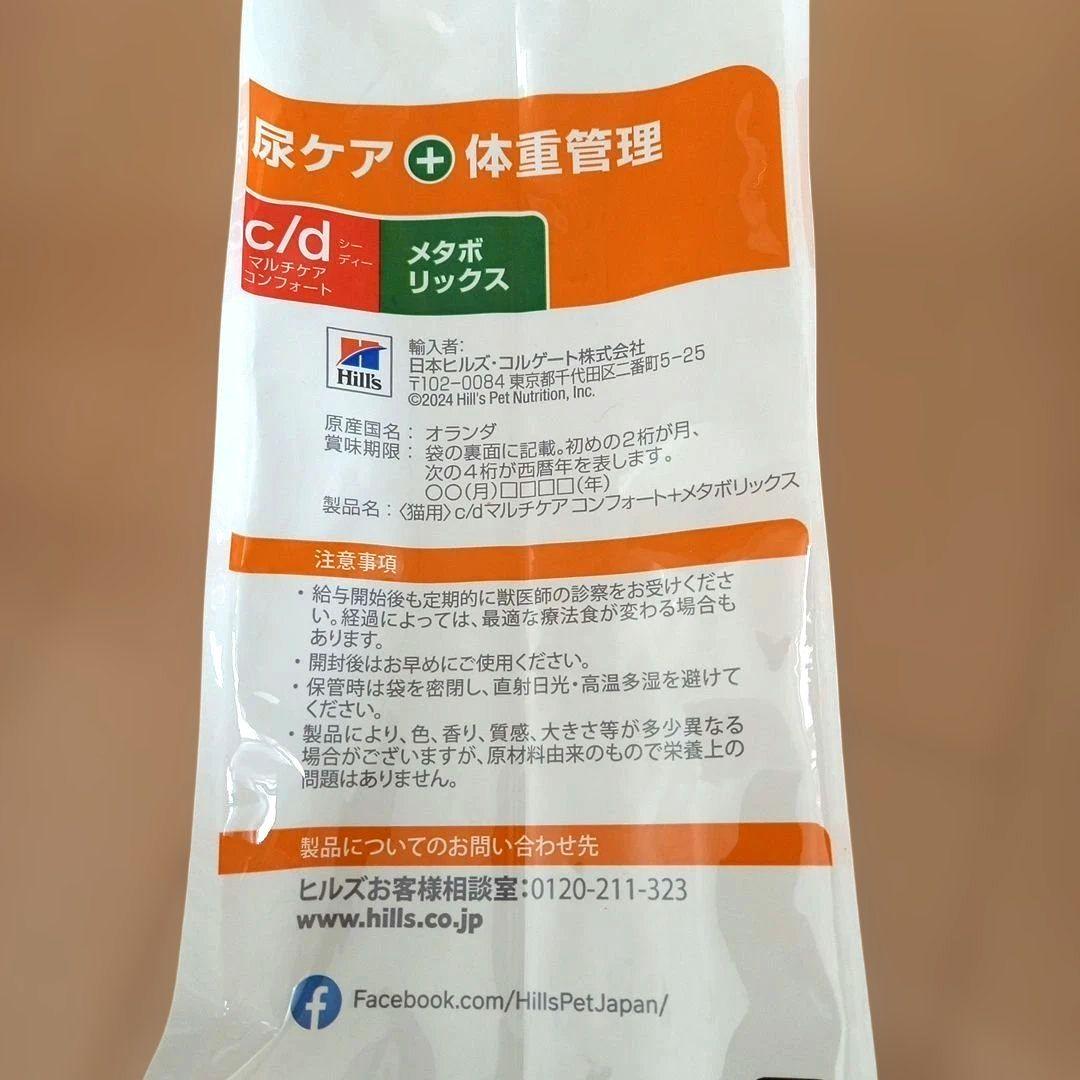 尿ケア+体重管理
c/d シーディー
マルチケア
コンフォート
メタボ
リックス
Hill's
輸入者:
日本ヒルズ・コルゲート株式会社
〒102-0084 東京都千代田区二番町5-25
©2024 Hill's Pet Nutrition, Inc.
原産国名: オランダ
賞味期限: 袋の裏面に記載。初めの2桁が月、
次の4桁が西暦年を表します。
○○(月)□□□□(年)
製品名:〈猫用〉c/dマルチケア コンフォート+メタボリックス
注意事項
・給与開始後も定期的に獣医師の診察をお受けくださ
い。経過によっては、最適な療法食が変わる場合も
あります。
・開封後はお早めにご使用ください。
・保管時は袋を密閉し、直射日光・高温多湿を避けて
ください。
・製品により、色、香り、質感、大きさ等が多少異なる
場合がございますが、原材料由来のもので栄養上の
問題はありません。
製品についてのお問い合わせ先
ヒルズお客様相談室:0120-211-323
www.hills.co.jp
Facebook.com/HillsPetJapan/